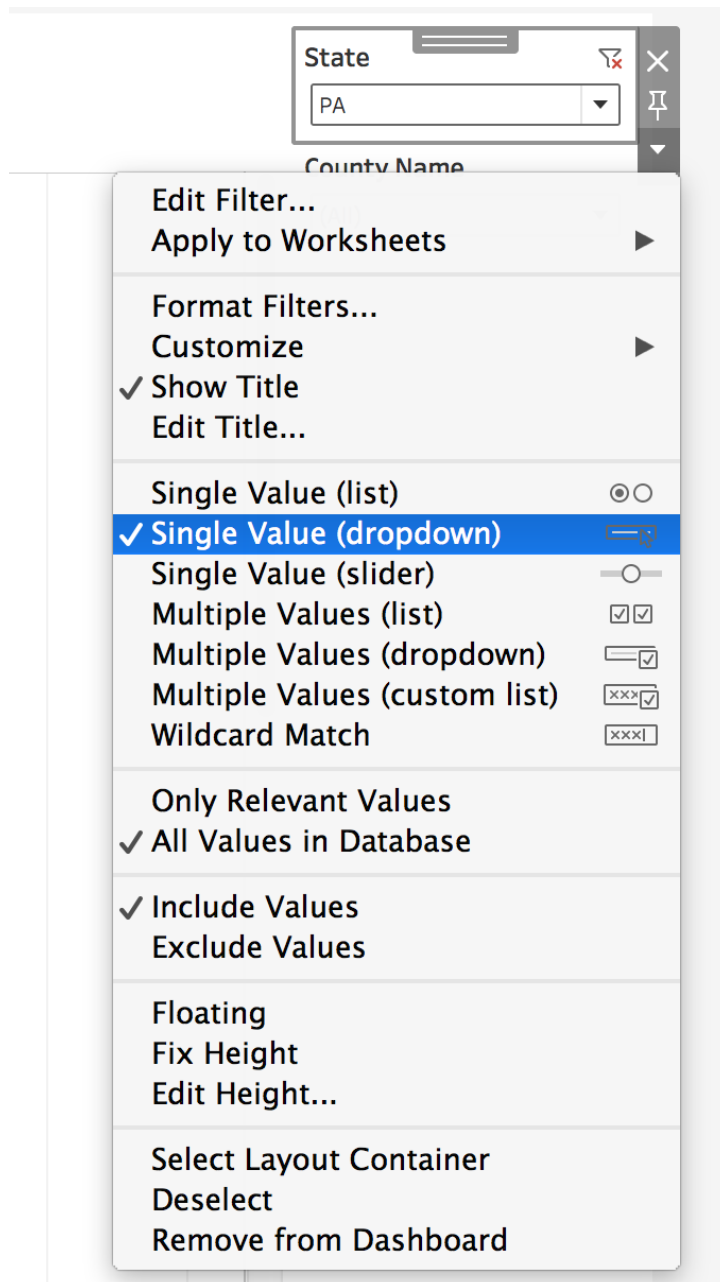 State
PA
County Name
(All)
Edit Filter...
Apply to Worksheets
Format Filters...
Customize
Show Title
Edit Title...
Single Value (list)
Single Value (dropdown)
Single Value (slider)
Multiple Values (list)
Multiple Values (dropdown)
Multiple Values (custom list)
Wildcard Match
Only Relevant Values
All Values in Database
Include Values
Exclude Values
Floating
Fix Height
Edit Height...
Select Layout Container
Deselect
Remove from Dashboard